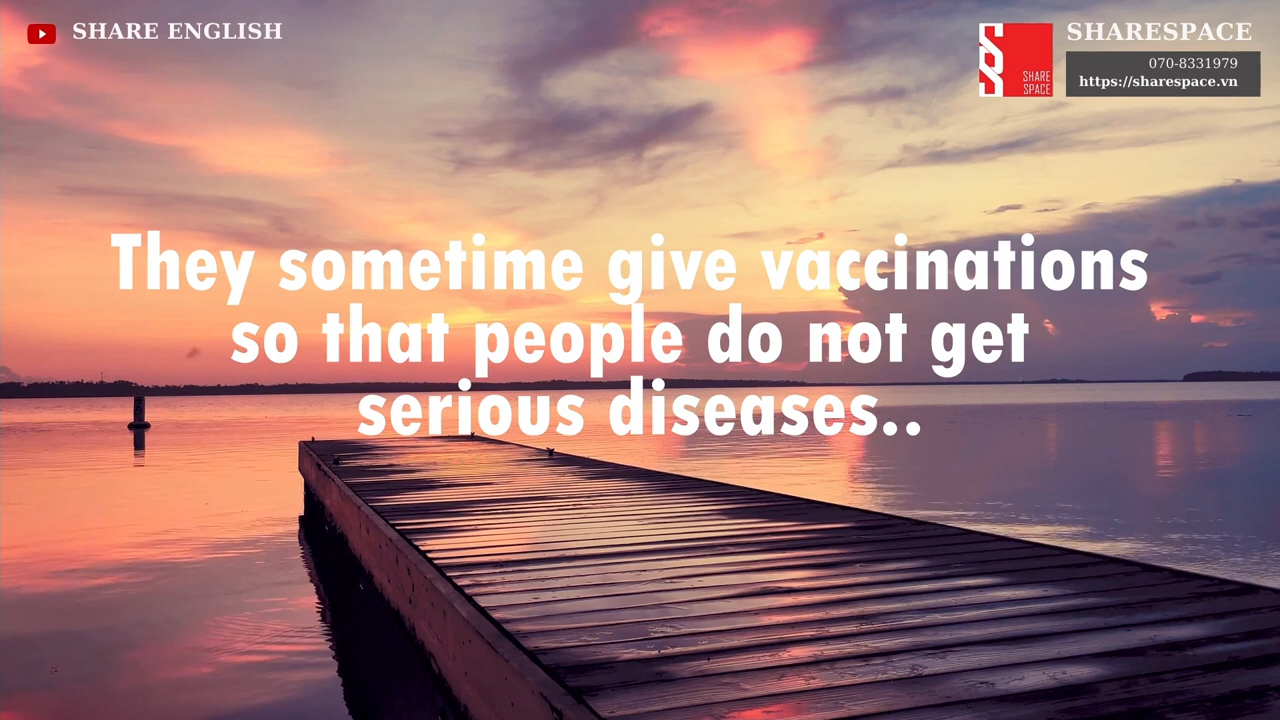 SHARE ENGLISH
SHARESPACE
070-8331979
https://sharespace.vn
SHARE
SPACE
They sometime give vaccinations
so that people do not get
serious diseases..